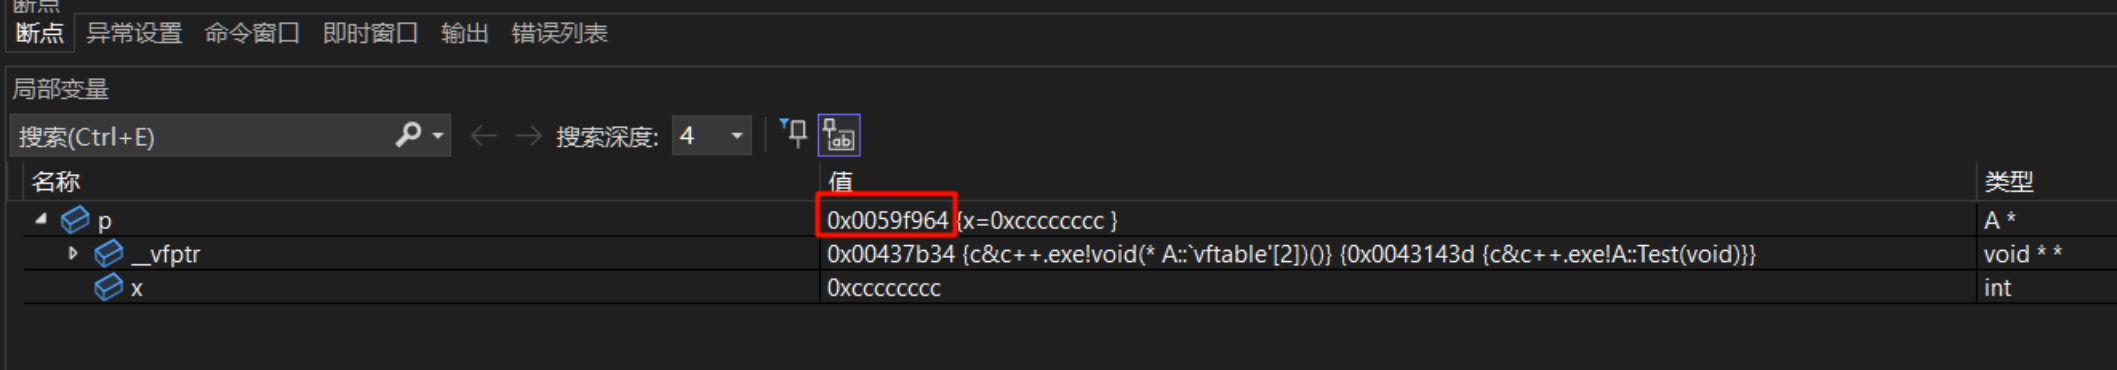 断点
断点 异常设置 命令窗口 即时窗口 输出 错误列表
局部变量
搜索(Ctrl+E) 搜索深度: 4 ab
名称 值 类型
p 0x0059f964 {x=0xcccccccc } A *
__vfptr 0x00437b34 {c&c++.exe!void(* A::`vftable'[2])()} {0x0043143d {c&c++.exe!A::Test(void)}} void * *
x 0xcccccccc int